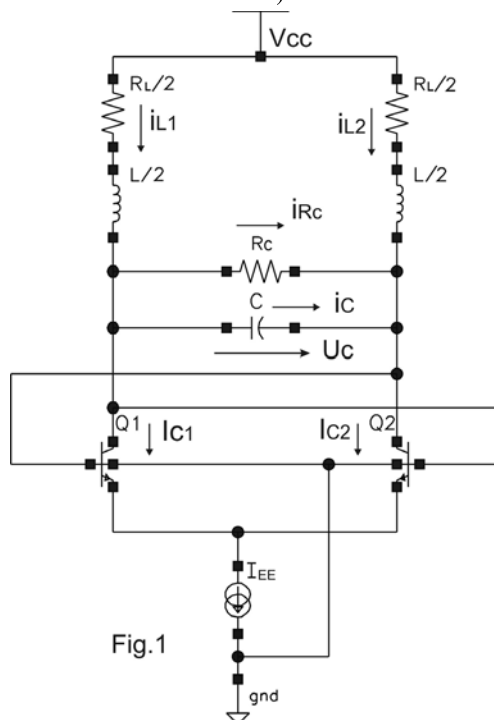 Vcc
RL/2 RL/2
iL1 iL2
L/2 L/2
iRc
Rc
C iC
Uc
Q1 Q2
Ic1 IC2
IEE
Fig.1
gnd